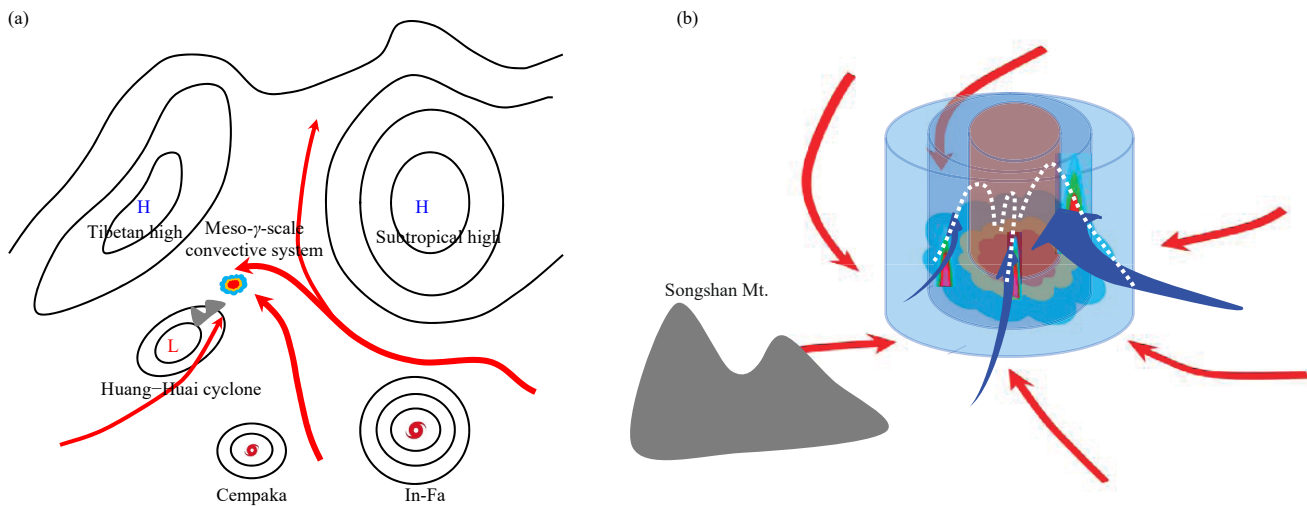 (a)
(b)
H
Tibetan high
Meso-γ-scale
convective system
H
Subtropical high
L
Huang−Huai cyclone
Cempaka
In-Fa
Songshan Mt.